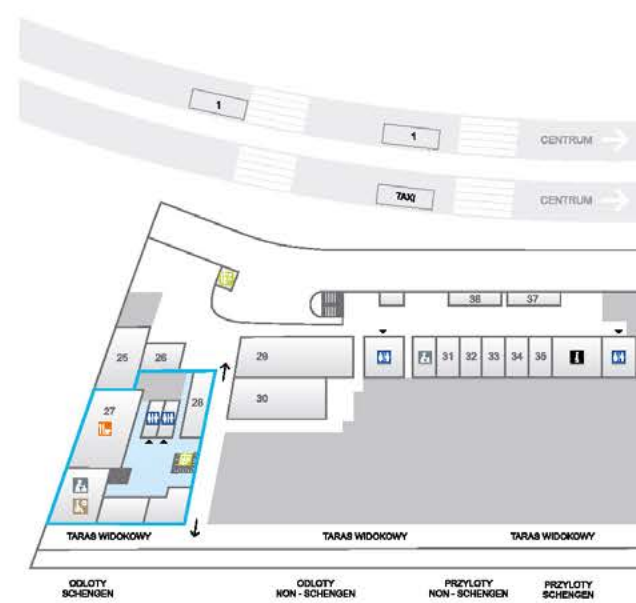 1
1
CENTRUM
TAXI
CENTRUM
38
37
25
26
29
31
32
33
34
35
27
28
30
TARAS WIDOKOWY
TARAS WIDOKOWY
TARAS WIDOKOWY
ODLOTY
SCHENGEN
ODLOTY
NON - SCHENGEN
PRZYLOTY
NON - SCHENGEN
PRZYLOTY
SCHENGEN